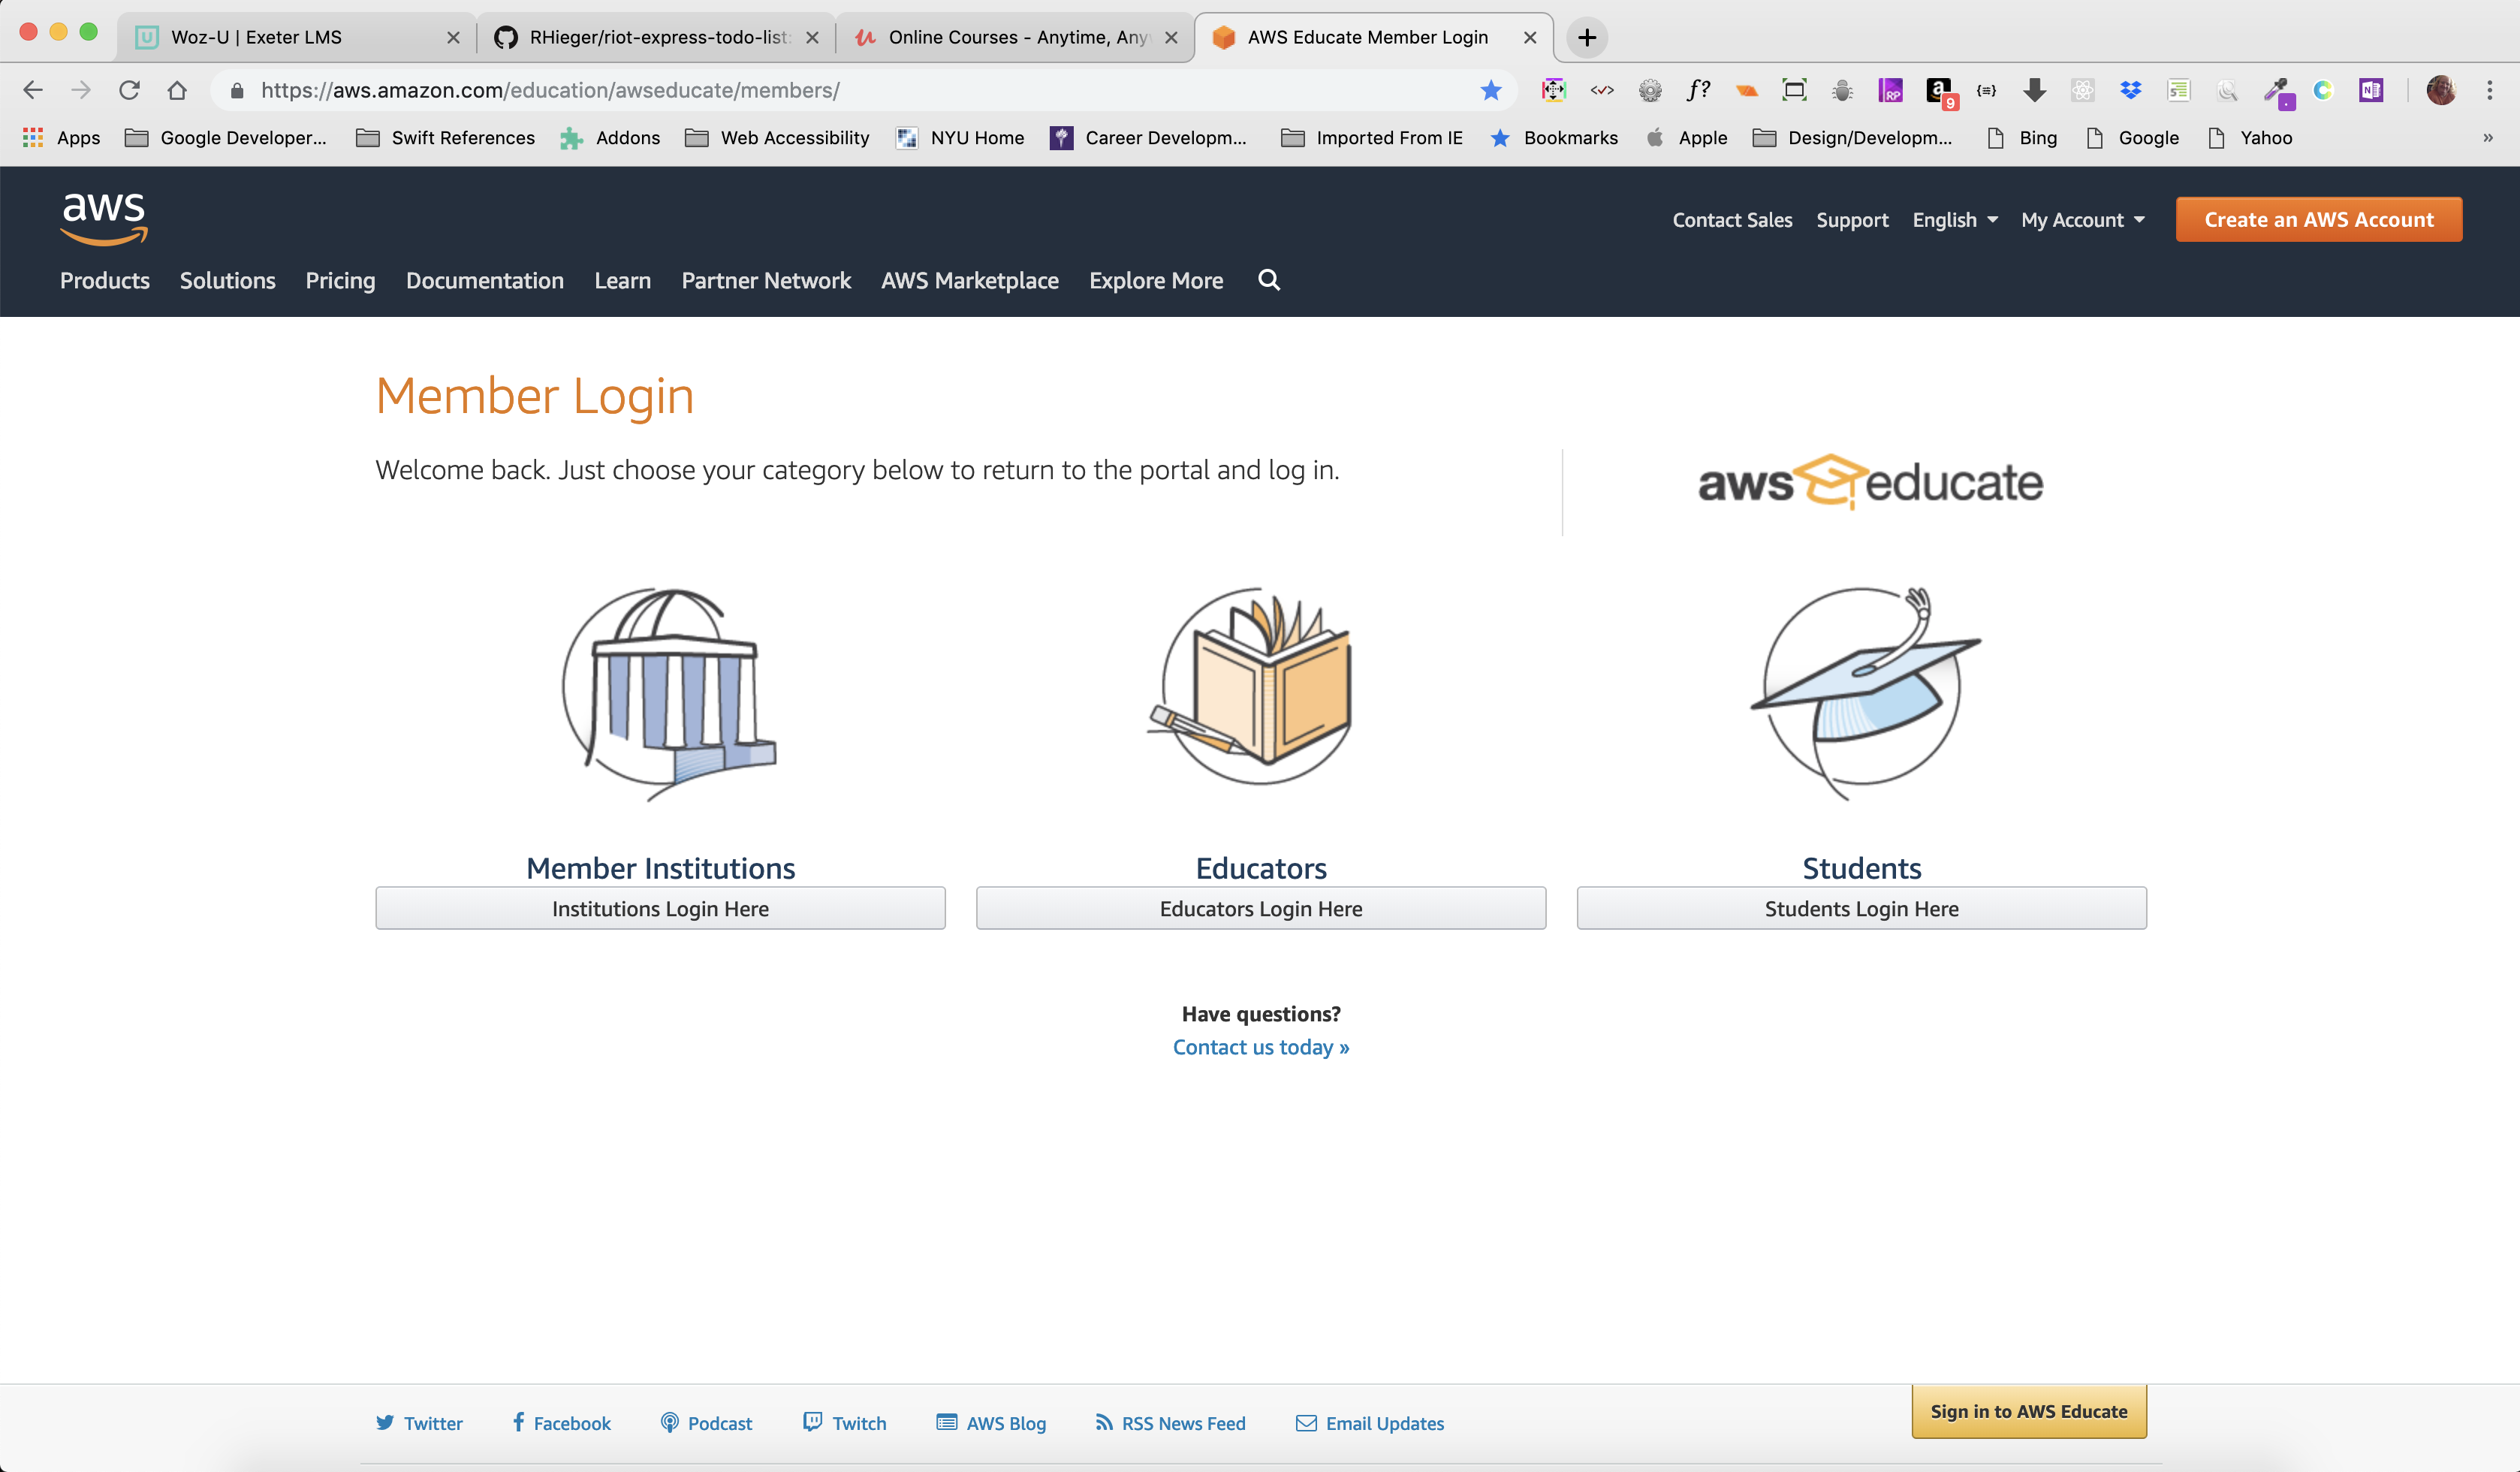 Woz-U | Exeter LMS
RHieger/riot-express-todo-list:
Online Courses - Anytime, Any
AWS Educate Member Login
https://aws.amazon.com/education/awseducate/members/
f?
RP
a
9
Apps
Google Developer...
Swift References
Addons
Web Accessibility
NYU Home
Career Developm...
Imported From IE
Bookmarks
Apple
Design/Developm...
Bing
Google
Yahoo
»
aws
Contact Sales
Support
English
My Account
Create an AWS Account
Products
Solutions
Pricing
Documentation
Learn
Partner Network
AWS Marketplace
Explore More
Member Login
Welcome back. Just choose your category below to return to the portal and log in.
aws educate
Member Institutions
Educators
Students
Institutions Login Here
Educators Login Here
Students Login Here
Have questions?
Contact us today »
Twitter
Facebook
Podcast
Twitch
AWS Blog
RSS News Feed
Email Updates
Sign in to AWS Educate